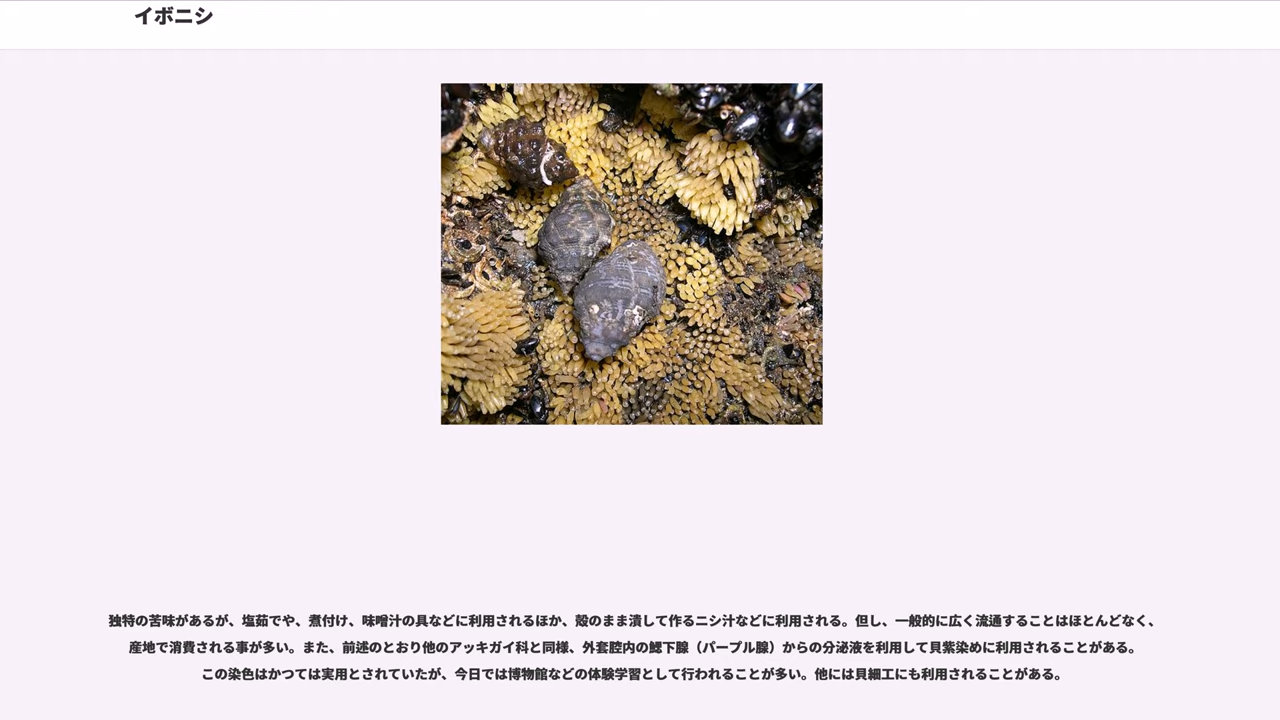 イボニシ
独特の苦味があるが、塩茹でや、煮付け、味噌汁の具などに利用されるほか、殻のまま潰して作るニシ汁などに利用される。但し、一般的に広く流通することはほとんどなく、
産地で消費される事が多い。また、前述のとおり他のアッキガイ科と同様、外套腔内の鰓下腺（パープル腺）からの分泌液を利用して貝紫染めに利用されることがある。
この染色はかつては実用とされていたが、今日では博物館などの体験学習として行われることが多い。他には貝細工にも利用されることがある。